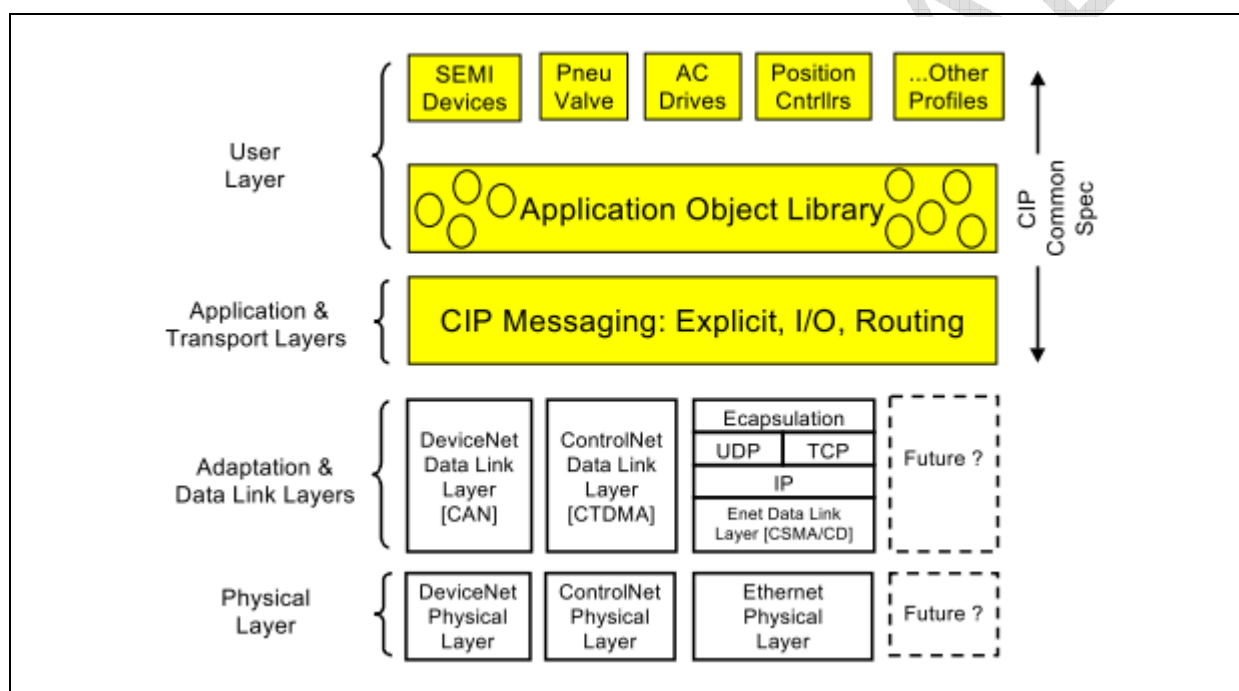 SEMI
Devices
Pneu
Valve
AC
Drives
Position
Cntrllrs
...Other
Profiles
User
Layer
Application Object Library
CIP
Common
Spec
Application &
Transport Layers
CIP Messaging: Explicit, I/O, Routing
Adaptation &
Data Link Layers
DeviceNet
Data Link
Layer
[CAN]
ControlNet
Data Link
Layer
[CTDMA]
Ecapsulation
UDP
TCP
IP
Enet Data Link
Layer [CSMA/CD]
Future ?
Physical
Layer
DeviceNet
Physical
Layer
ControlNet
Physical
Layer
Ethernet
Physical
Layer
Future ?